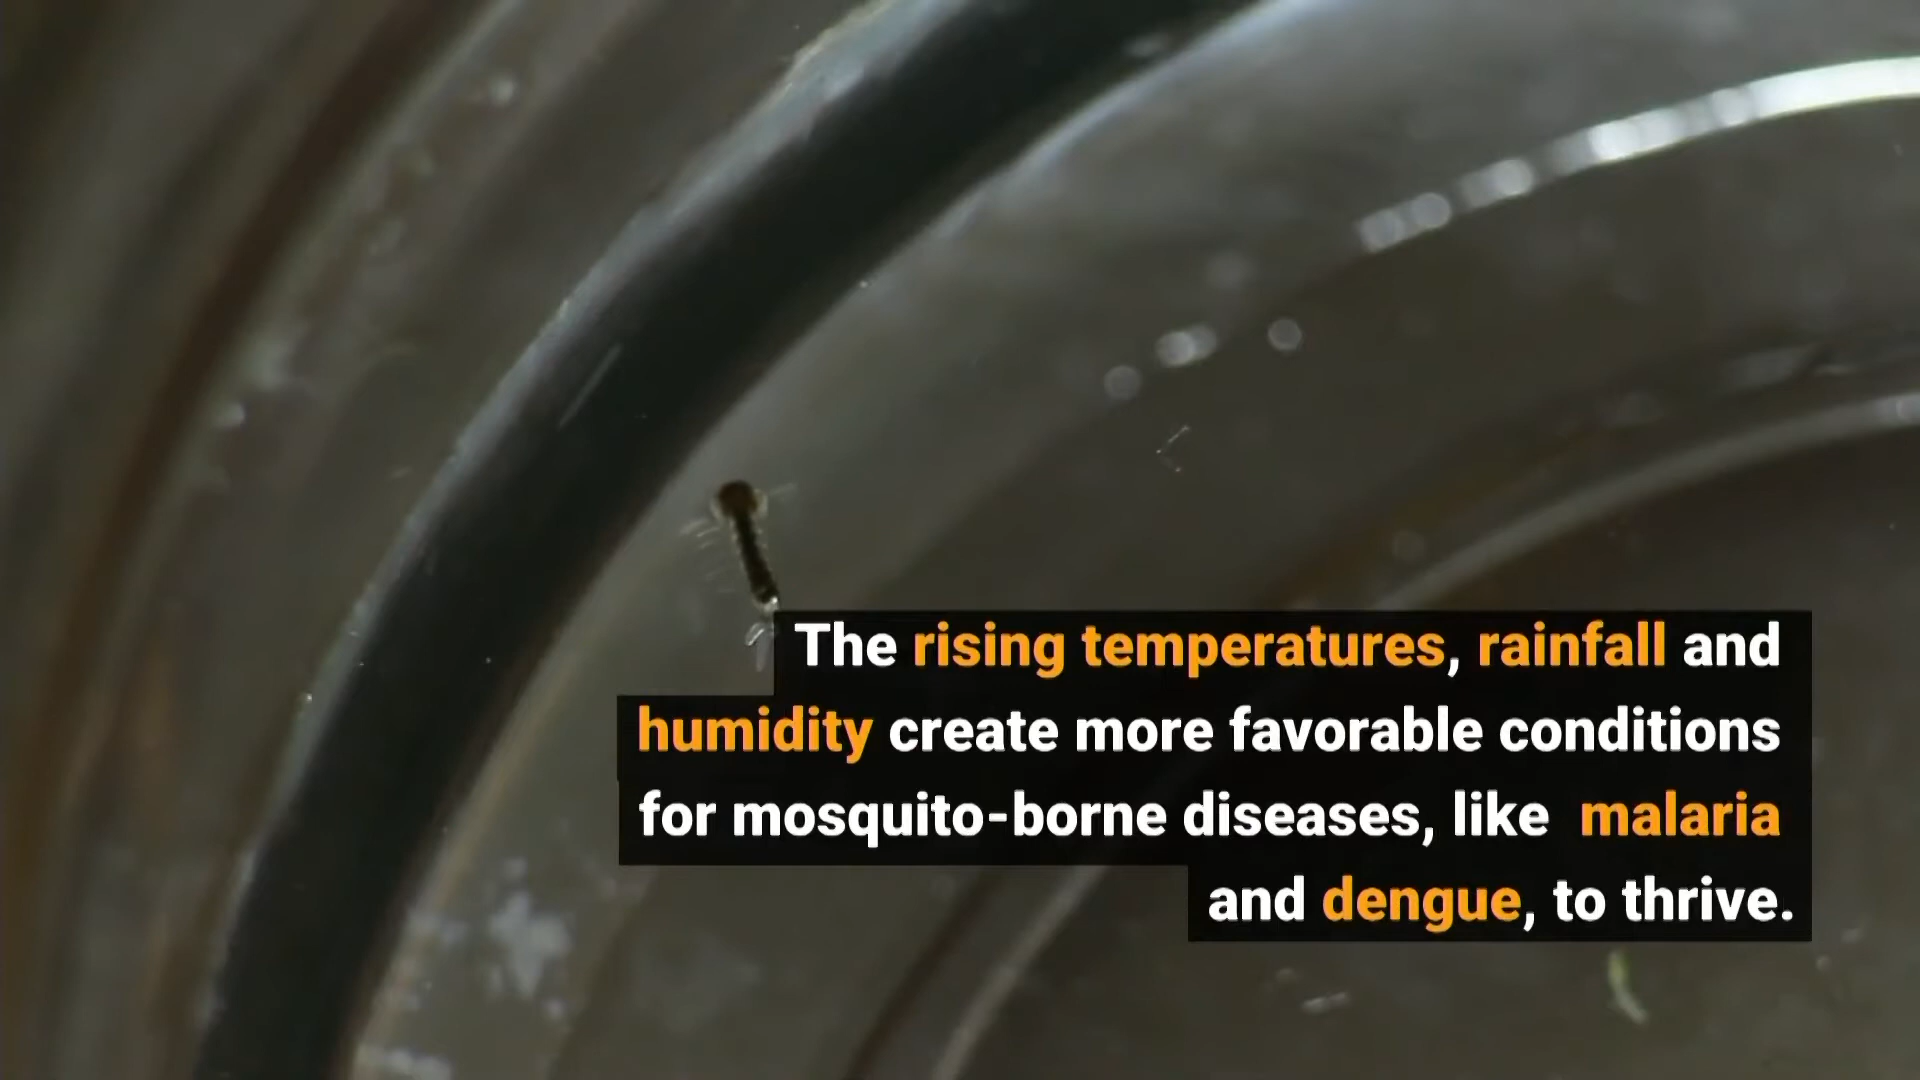 The rising temperatures, rainfall and
humidity create more favorable conditions
for mosquito-borne diseases, like malaria
and dengue, to thrive.